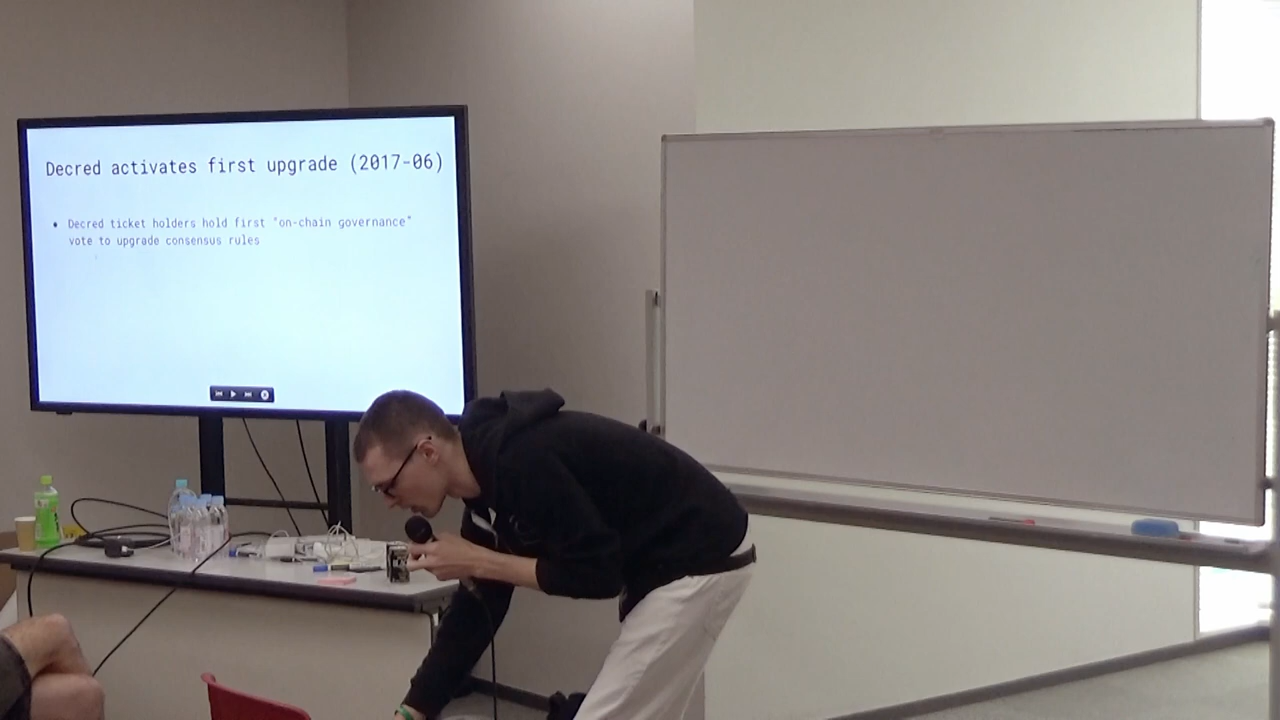 Decred activates first upgrade (2017-06)
• Decred ticket holders hold first "on-chain governance"
vote to upgrade consensus rules